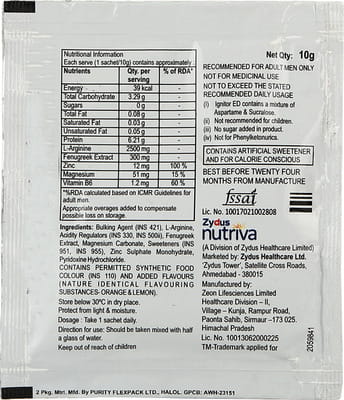 Nutritional Information
Each serve (1 sachet/10g) contains approximately
Nutrients Qty. per serving % of RDA*
Energy 39 kcal -
Total Carbohydrate 3.29 g -
Sugars 0 g -
Total Fat 0.08 g -
Saturated Fat 0.03 g -
Unsaturated Fat 0.05 g -
Protein 6.21 g -
L-Arginine 2500 mg -
Fenugreek Extract 300 mg -
Zinc 12 mg 100 %
Magnesium 51 mg 15 %
Vitamin B6 1.2 mg 60 %
*%RDA calculated based on ICMR Guidelines for
adult men.
Appropriate overages added to compensate
possible loss on storage.
Ingredients: Bulking Agent (INS 421), L-Arginine,
Acidity Regulators (INS 330, INS 500ii), Fenugreek
Extract, Magnesium Carbonate, Sweeteners (INS
951, INS 955), Zinc Sulphate Monohydrate,
Pyridoxine Hydrochloride.
CONTAINS PERMITTED SYNTHETIC FOOD
COLOUR (INS 110) AND ADDED FLAVOURS
(NATURE IDENTICAL FLAVOURING
SUBSTANCES- ORANGE & LEMON).
Store below 30°C in dry place.
Protect from light & moisture.
Dosage : Take 1 sachet daily.
Direction for use: Should be taken mixed with half
a glass of water.
Keep out of reach of children
Net Qty: 10g
RECOMMENDED FOR ADULT MEN ONLY
NOT FOR MEDICINAL USE
NOT TO EXCEED THE STATED
RECOMMENDED DAILY USAGE
(i) Ignitor ED contains a mixture of
Aspartame & Sucralose.
(ii) Not recommended for children.
(iii) No sugar added in product.
(iv) Not for Phenylketonurics.
CONTAINS ARTIFICIAL SWEETENER
AND FOR CALORIE CONSCIOUS
BEST BEFORE TWENTY FOUR
MONTHS FROM MANUFACTURE
fssai
Lic. No. 10017021002808
Zydus
nutriva
(A Division of Zydus Healthcare Limited)
Marketed by: Zydus Healthcare Ltd.
'Zydus Tower', Satellite Cross Roads,
Ahmedabad - 380015
Manufactured by:
Zeon Lifesciences Limited
Healthcare Division – II,
Village – Kunja, Rampur Road,
Paonta Sahib, Sirmaur –173 025.
Himachal Pradesh
Lic. No. 10013062000225
TM-Trademark applied for
2059841
2 Pkg. Mtrl. Mfd. By PURITY FLEXPACK LTD., HALOL. GPCB: AWH-23151